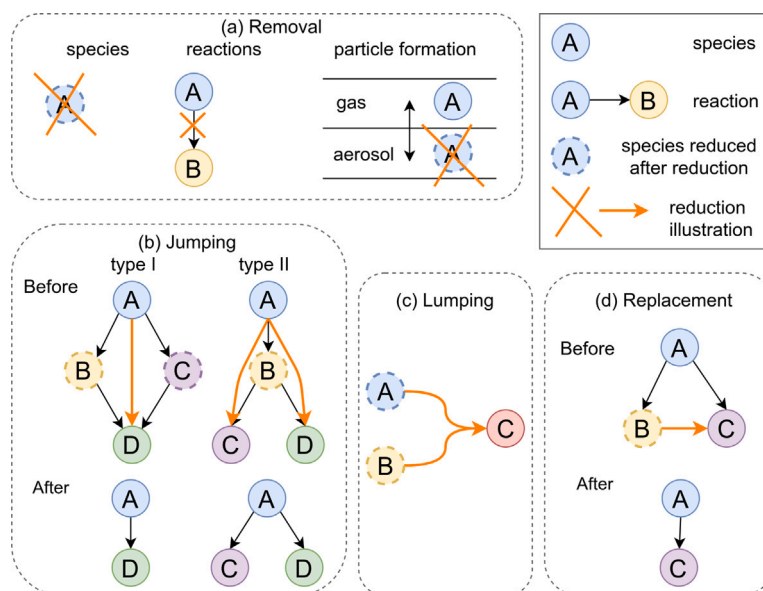 (a) Removal
species reactions particle formation
A
A
B
gas
A
aerosol
A
A
species
A
B
reaction
A
species reduced
after reduction
reduction
illustration
(b) Jumping
type I type II
Before
A
A
B
C
B
D
C
D
After
A
A
D
C
D
(c) Lumping
A
C
B
(d) Replacement
Before
A
B
C
After
A
C